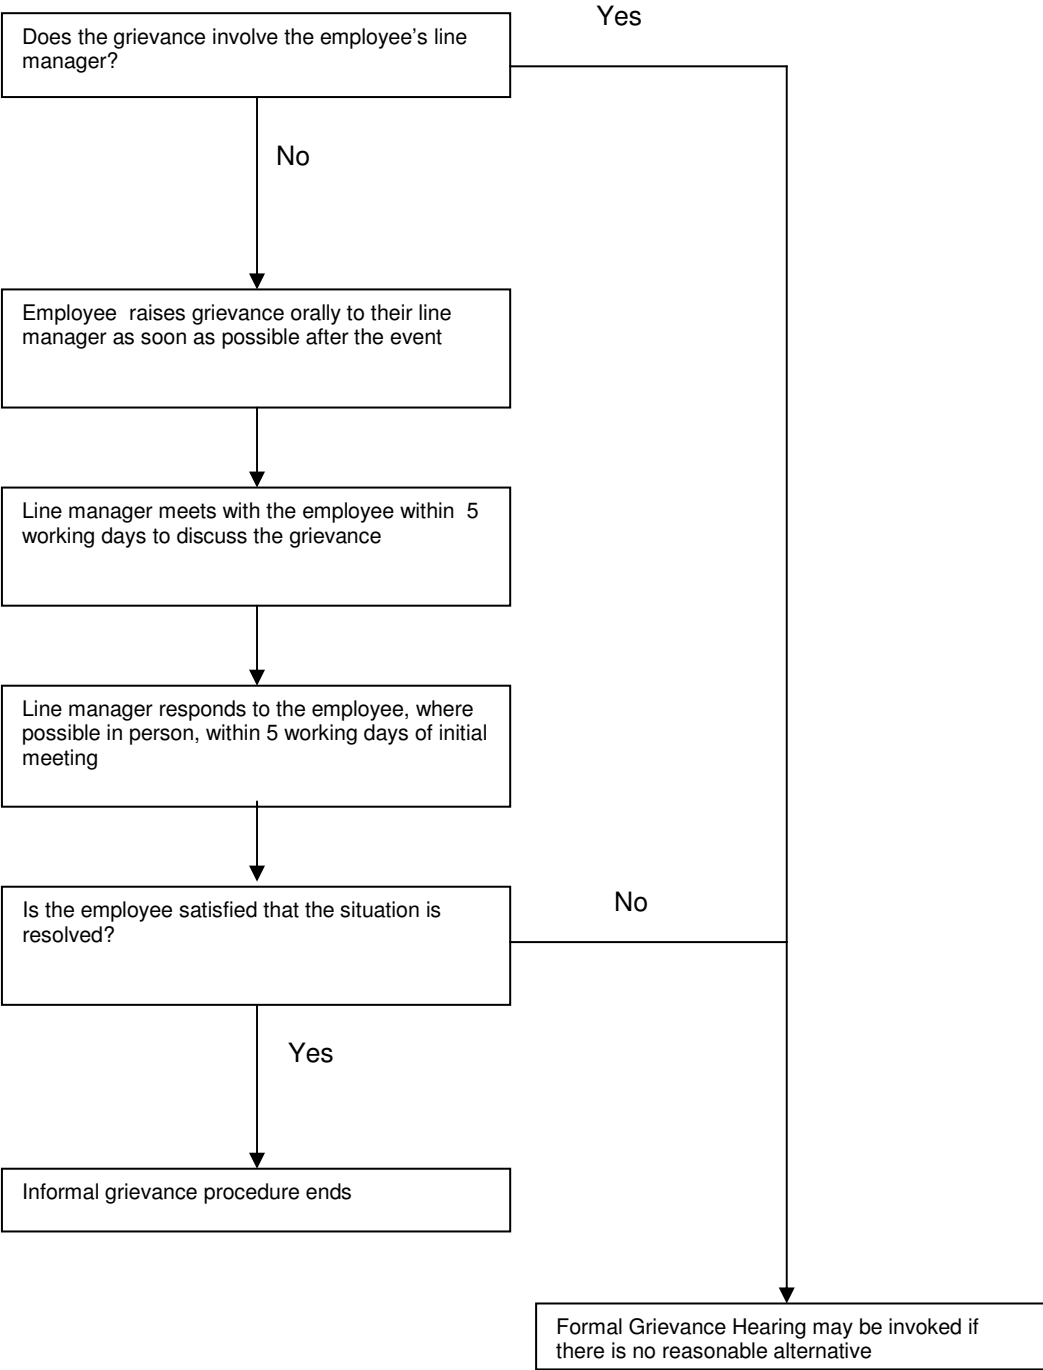 Yes
Does the grievance involve the employee’s line
manager?
No
Employee  raises grievance orally to their line
manager as soon as possible after the event
Line manager meets with the employee within  5
working days to discuss the grievance
Line manager responds to the employee, where
possible in person, within 5 working days of initial
meeting
Is the employee satisfied that the situation is
resolved?
No
Yes
Informal grievance procedure ends
Formal Grievance Hearing may be invoked if
there is no reasonable alternative